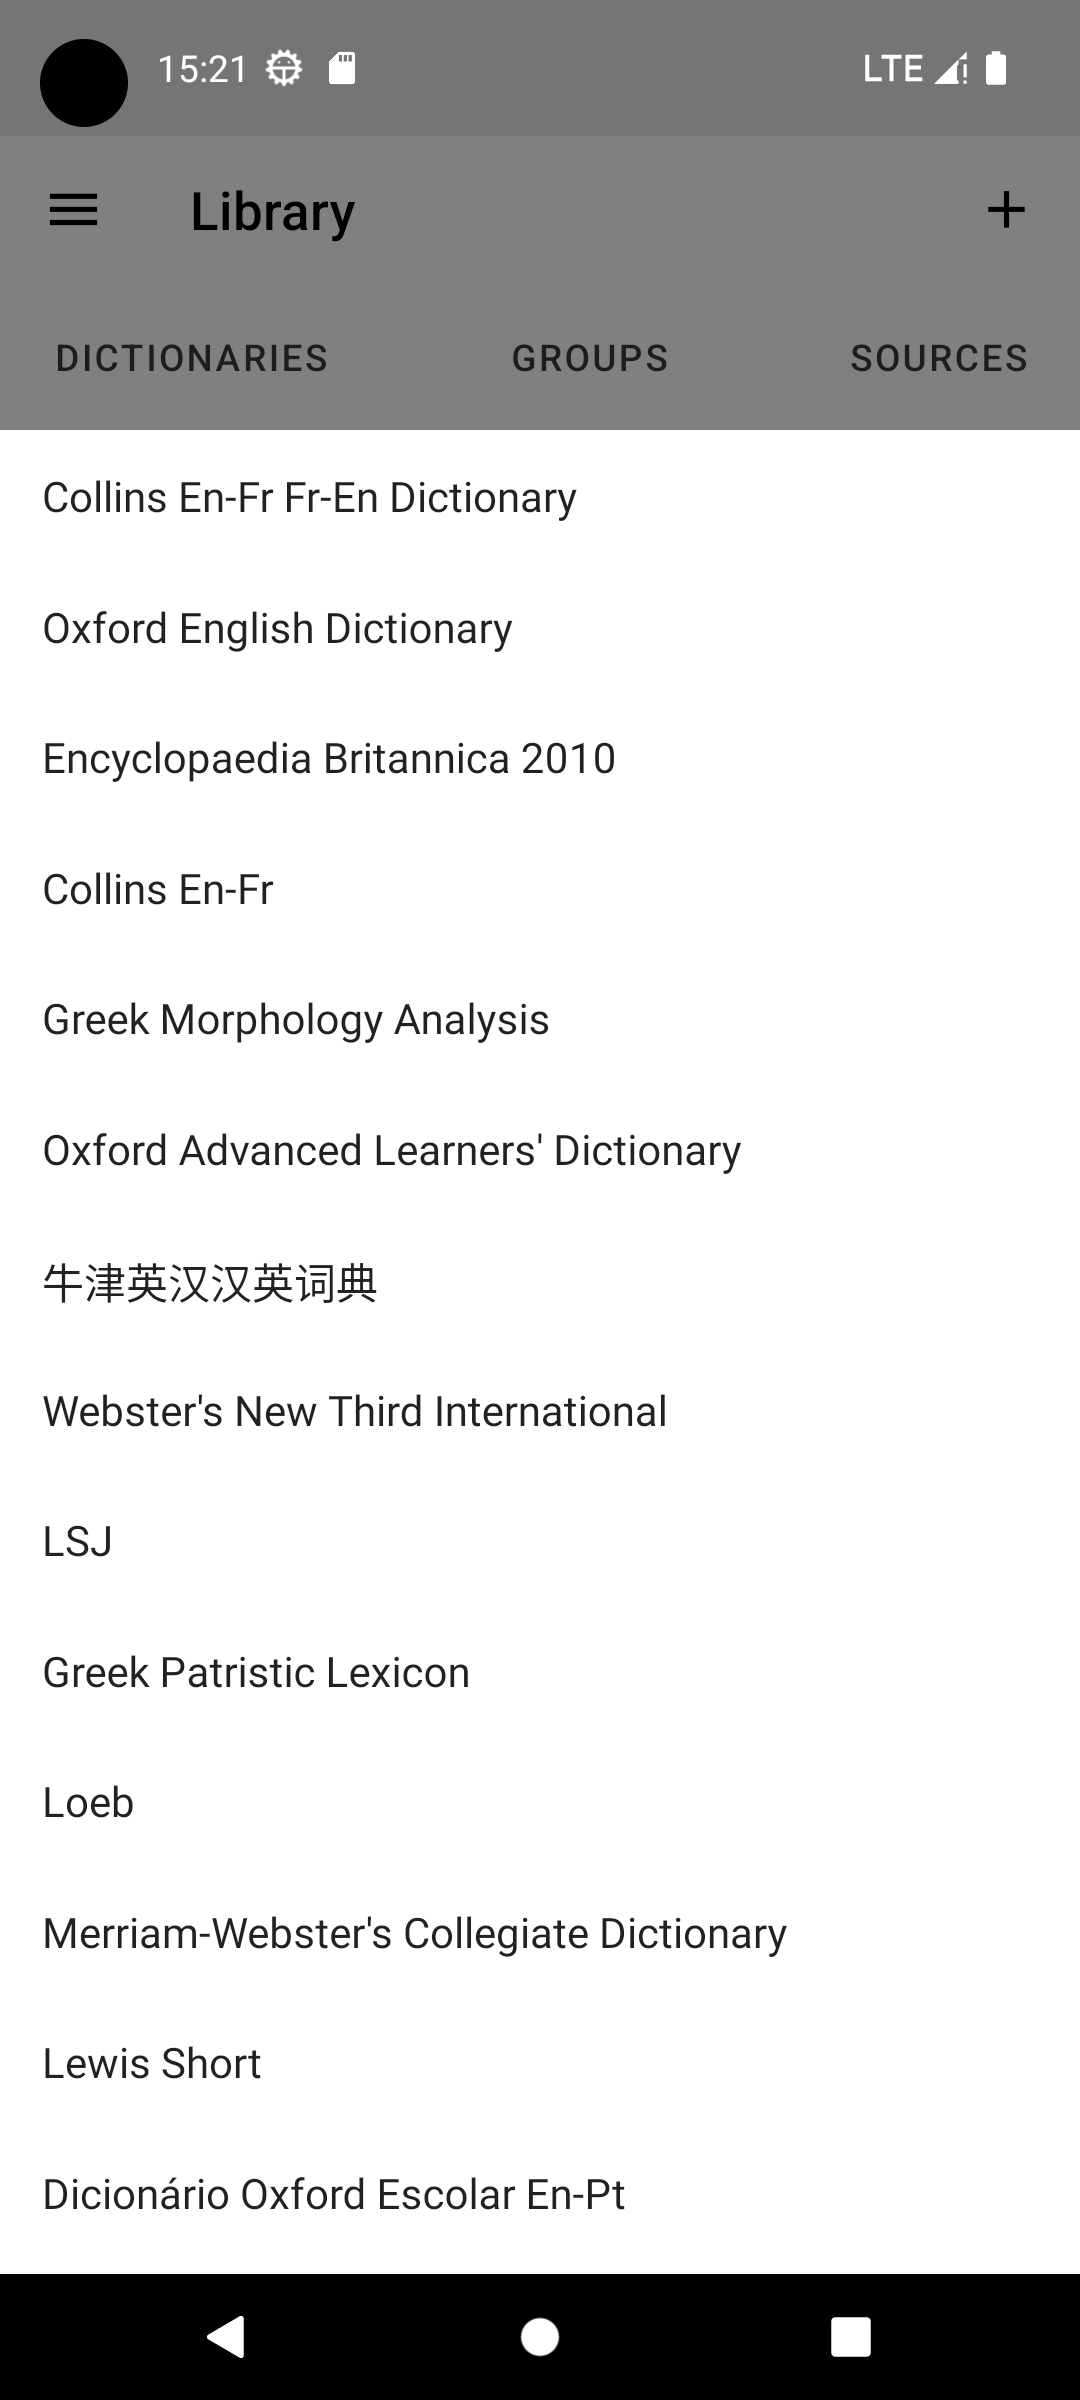 15:21
LTE
Library
DICTIONARIES GROUPS SOURCES
Collins En-Fr Fr-En Dictionary
Oxford English Dictionary
Encyclopaedia Britannica 2010
Collins En-Fr
Greek Morphology Analysis
Oxford Advanced Learners' Dictionary
牛津英汉汉英词典
Webster's New Third International
LSJ
Greek Patristic Lexicon
Loeb
Merriam-Webster's Collegiate Dictionary
Lewis Short
Dicionário Oxford Escolar En-Pt